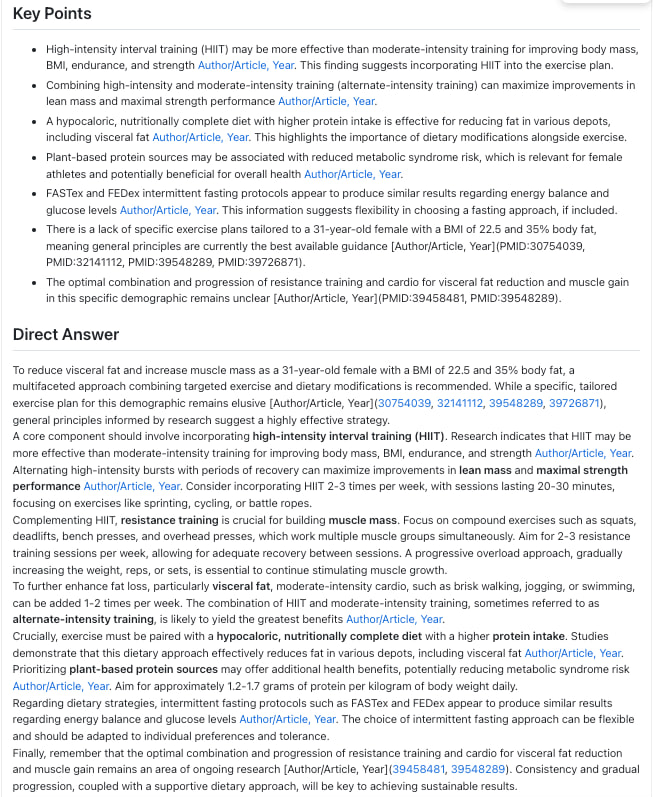 Key Points
High-intensity interval training (HIIT) may be more effective than moderate-intensity training for improving body mass,
BMI, endurance, and strength Author/Article, Year. This finding suggests incorporating HIIT into the exercise plan.
Combining high-intensity and moderate-intensity training (alternate-intensity training) can maximize improvements in
lean mass and maximal strength performance Author/Article, Year.
A hypocaloric, nutritionally complete diet with higher protein intake is effective for reducing fat in various depots,
including visceral fat Author/Article, Year. This highlights the importance of dietary modifications alongside exercise.
Plant-based protein sources may be associated with reduced metabolic syndrome risk, which is relevant for female
athletes and potentially beneficial for overall health Author/Article, Year.
FASTex and FEDex intermittent fasting protocols appear to produce similar results regarding energy balance and
glucose levels Author/Article, Year. This information suggests flexibility in choosing a fasting approach, if included.
There is a lack of specific exercise plans tailored to a 31-year-old female with a BMI of 22.5 and 35% body fat,
meaning general principles are currently the best available guidance [Author/Article, Year](PMID:30754039,
PMID:32141112, PMID:39548289, PMID:39726871).
The optimal combination and progression of resistance training and cardio for visceral fat reduction and muscle gain
in this specific demographic remains unclear [Author/Article, Year](PMID:39458481, PMID:39548289).
Direct Answer
To reduce visceral fat and increase muscle mass as a 31-year-old female with a BMI of 22.5 and 35% body fat, a
multifaceted approach combining targeted exercise and dietary modifications is recommended. While a specific, tailored
exercise plan for this demographic remains elusive [Author/Article, Year](30754039, 32141112, 39548289, 39726871),
general principles informed by research suggest a highly effective strategy.
A core component should involve incorporating high-intensity interval training (HIIT). Research indicates that HIIT may be
more effective than moderate-intensity training for improving body mass, BMI, endurance, and strength Author/Article, Year.
Alternating high-intensity bursts with periods of recovery can maximize improvements in lean mass and maximal strength
performance Author/Article, Year. Consider incorporating HIIT 2-3 times per week, with sessions lasting 20-30 minutes,
focusing on exercises like sprinting, cycling, or battle ropes.
Complementing HIIT, resistance training is crucial for building muscle mass. Focus on compound exercises such as squats,
deadlifts, bench presses, and overhead presses, which work multiple muscle groups simultaneously. Aim for 2-3 resistance
training sessions per week, allowing for adequate recovery between sessions. A progressive overload approach, gradually
increasing the weight, reps, or sets, is essential to continue stimulating muscle growth.
To further enhance fat loss, particularly visceral fat, moderate-intensity cardio, such as brisk walking, jogging, or swimming,
can be added 1-2 times per week. The combination of HIIT and moderate-intensity training, sometimes referred to as
alternate-intensity training, is likely to yield the greatest benefits Author/Article, Year.
Crucially, exercise must be paired with a hypocaloric, nutritionally complete diet with a higher protein intake. Studies
demonstrate that this dietary approach effectively reduces fat in various depots, including visceral fat Author/Article, Year.
Prioritizing plant-based protein sources may offer additional health benefits, potentially reducing metabolic syndrome risk
Author/Article, Year. Aim for approximately 1.2-1.7 grams of protein per kilogram of body weight daily.
Regarding dietary strategies, intermittent fasting protocols such as FASTex and FEDex appear to produce similar results
regarding energy balance and glucose levels Author/Article, Year. The choice of intermittent fasting approach can be flexible
and should be adapted to individual preferences and tolerance.
Finally, remember that the optimal combination and progression of resistance training and cardio for visceral fat reduction
and muscle gain remains an area of ongoing research [Author/Article, Year](39458481, 39548289). Consistency and gradual
progression, coupled with a supportive dietary approach, will be key to achieving sustainable results.